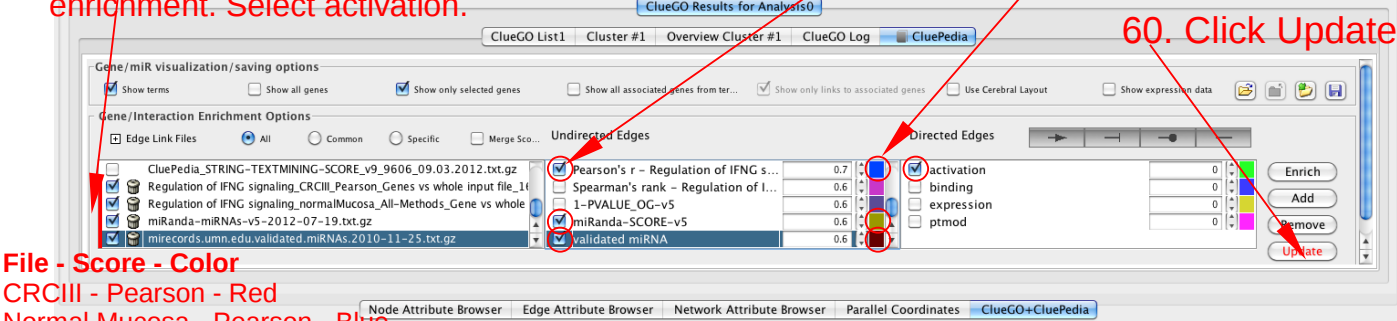 enrichment. Select activation.
ClueGO Results for Analysis0
ClueGO List1 Cluster #1 Overview Cluster #1 ClueGO Log CluePedia
60. Click Update
Gene/miR visualization/saving options
Show terms Show all genes Show only selected genes Show all associated genes from ter... Show only links to associated genes Use Cerebral Layout Show expression data
Gene/Interaction Enrichment Options
Edge Link Files All Common Specific Merge Sco... Undirected Edges Directed Edges
CluePedia_STRING-TEXTMINING-SCORE_v9_9606_09.03.2012.txt.gz Pearson's r - Regulation of IFNG s... 0.7 activation 0 Enrich
Regulation of IFNG signaling_CRCIII_Pearson_Genes vs whole input file_1 Spearman's rank - Regulation of I... 0.6 binding 0
Regulation of IFNG signaling_normalMucosa_All-Methods_Gene vs whole 1-PVALUE_OG-v5 0.6 expression 0 Add
miRanda-miRNAs-v5-2012-07-19.txt.gz miRanda-SCORE-v5 0.6 ptmod 0 Remove
mirecords.umn.edu.validated.miRNAs.2010-11-25.txt.gz validated miRNA 0.6 Update
File - Score - Color
CRCIII - Pearson - Red
Normal Mucosa - Pearson - Blue
Node Attribute Browser Edge Attribute Browser Network Attribute Browser Parallel Coordinates ClueGO+CluePedia